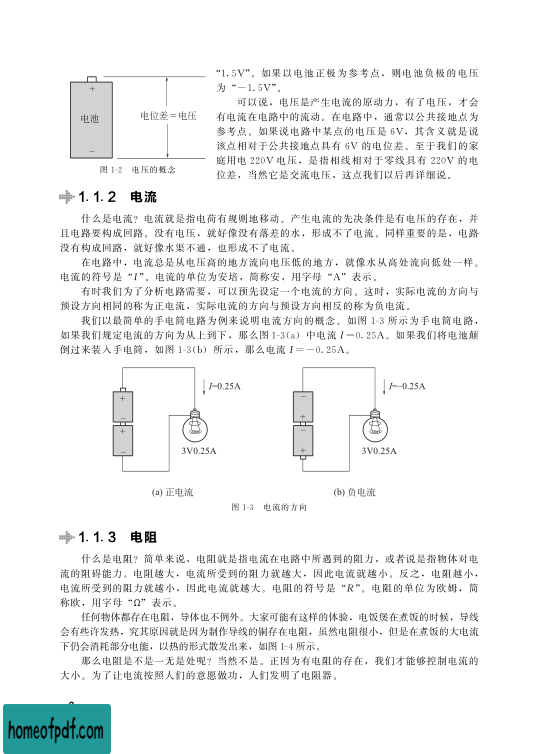 “1.5V”。如果以电池正极为参考点，则电池负极的电压
为“－1.5V”。
可以说，电压是产生电流的原动力，有了电压，才会
有电流在电路中的流动。在电路中，通常以公共接地点为
参考点。如果说电路中某点的电压是 6V，其含义就是说
该点相对于公共接地点具有 6V 的电位差。至于我们的家
庭用电 220V 电压，是指相线相对于零线具有 220V 的电
位差，当然它是交流电压，这点我们以后再详细说。
+
电池
−
电位差＝电压
图 1-2 电压的概念
1.1.2 电流
什么是电流？电流就是指电荷有规则地移动。产生电流的先决条件是有电压的存在，并
且电路要构成回路。没有电压，就好像没有落差的水，形成不了电流。同样重要的是，电路
没有构成回路，就好像水渠不通，也形成不了电流。
在电路中，电流总是从电压高的地方流向电压低的地方，就像水从高处流向低处一样。
电流的符号是“I”。电流的单位为安培，简称安，用字母“A”表示。
有时我们为了分析电路需要，可以预先设定一个电流的方向。这时，实际电流的方向与
预设方向相同的称为正电流，实际电流的方向与预设方向相反的称为负电流。
我们以最简单的手电筒电路为例来说明电流方向的概念。如图 1-3 所示为手电筒电路，
如果我们规定电流的方向为从上到下，那么图 1-3(a) 中电流 I＝0.25A。如果我们将电池颠
倒过来装入手电筒，如图 1-3(b) 所示，那么电流 I＝－0.25A。
+
−
+
−
I=0.25A
3V0.25A
−
+
−
+
I=−0.25A
3V0.25A
(a) 正电流
(b) 负电流
图 1-3 电流的方向
1.1.3 电阻
什么是电阻？简单来说，电阻就是指电流在电路中所遇到的阻力，或者说是指物体对电
流的阻碍能力。电阻越大，电流所受到的阻力就越大，因此电流就越小。反之，电阻越小，
电流所受到的阻力就越小，因此电流就越大。电阻的符号是“R”。电阻的单位为欧姆，简
称欧，用字母“Ω”表示。
任何物体都存在电阻，导体也不例外。大家可能有这样的体验，电饭煲在煮饭的时候，导线
会有些许发热，究其原因就是因为制作导线的铜存在电阻，虽然电阻很小，但是在煮饭的大电流
下仍会消耗部分电能，以热的形式散发出来，如图 1-4 所示。
那么电阻是不是一无是处呢？当然不是。正因为有电阻的存在，我们才能够控制电流的
大小。为了让电流按照人们的意愿做功，人们发明了电阻器。
homeofpdf.com